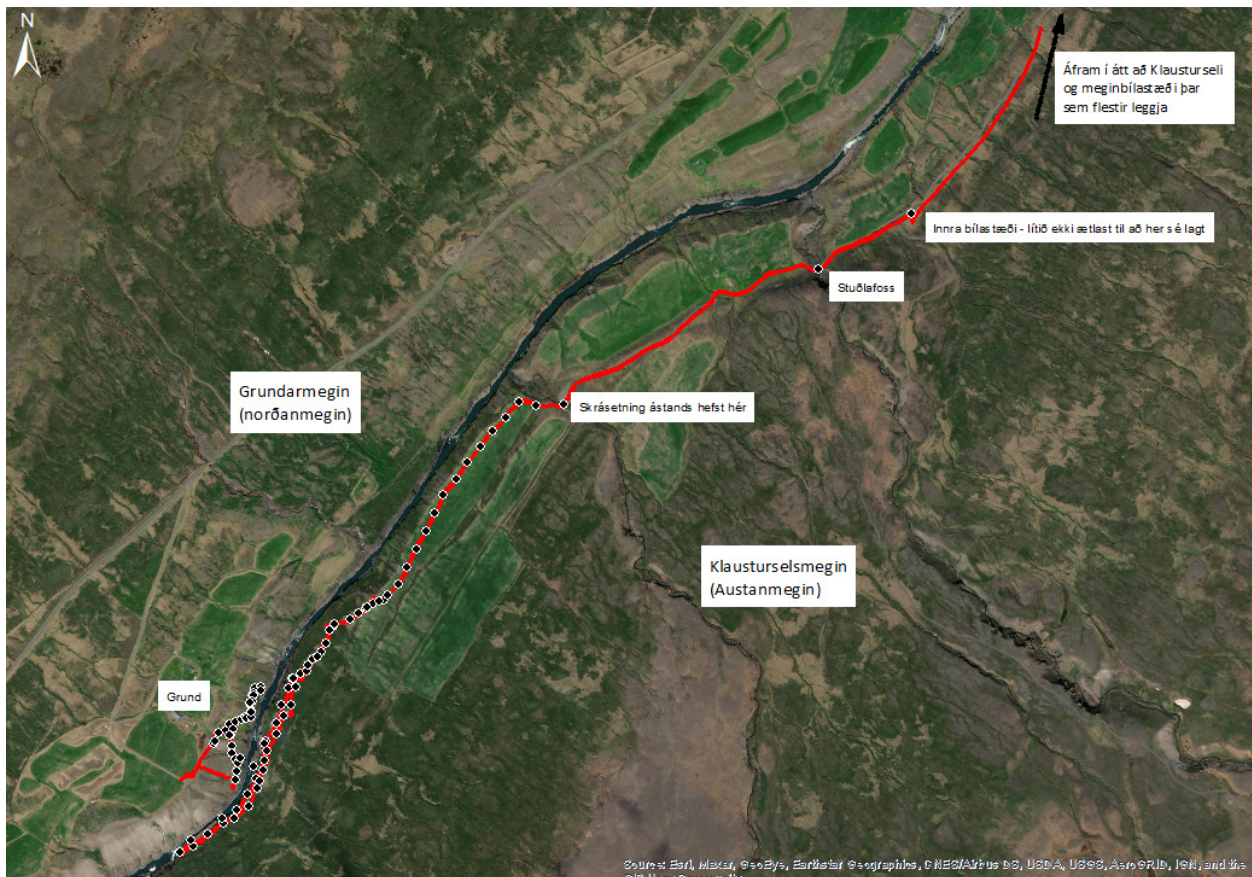 N
Áfram í átt að Klausturseli
og meginbílastæði þar
sem flestir leggja
Innra bílastæði - lítið ekki ætlast til að her sé lagt
Stuðlafoss
Grundarmegin
(norðanmegin)
Skrásetning ástands hefst hér
Klausturselsmegin
(Austanmegin)
Grund
Source: Esri, Maxar, GeoEye, Earthstar Geographics, CNES/Airbus DS, USDA, USGS, AeroGRID, IGN, and the